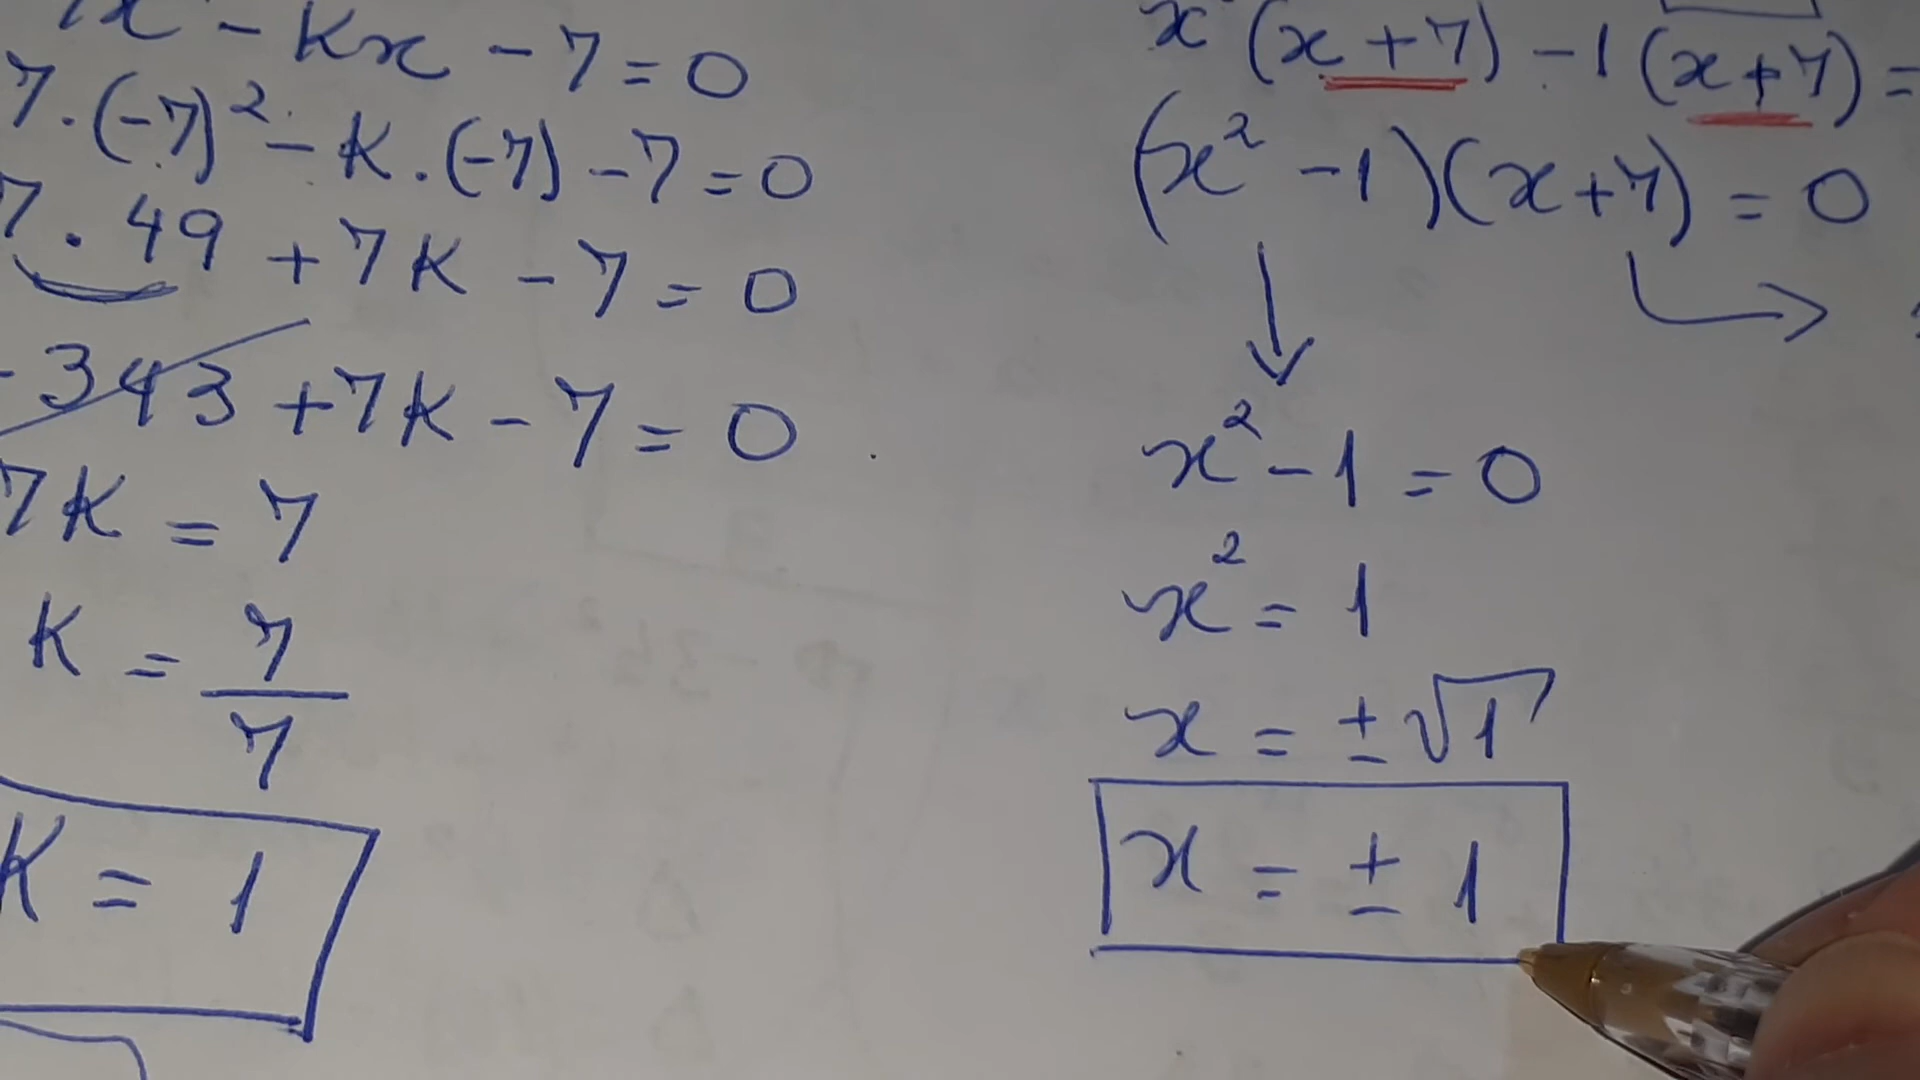 - Kx - 7 = 0
7 . (-7)² - K . (-7) - 7 = 0
7 . 49 + 7K - 7 = 0
- 343 + 7K - 7 = 0
7K = 7
K = 7/7
K = 1
(x + 7) - 1 (x + 7) =
(x² - 1)(x + 7) = 0
x² - 1 = 0
x² = 1
x = ± √1
x = ± 1